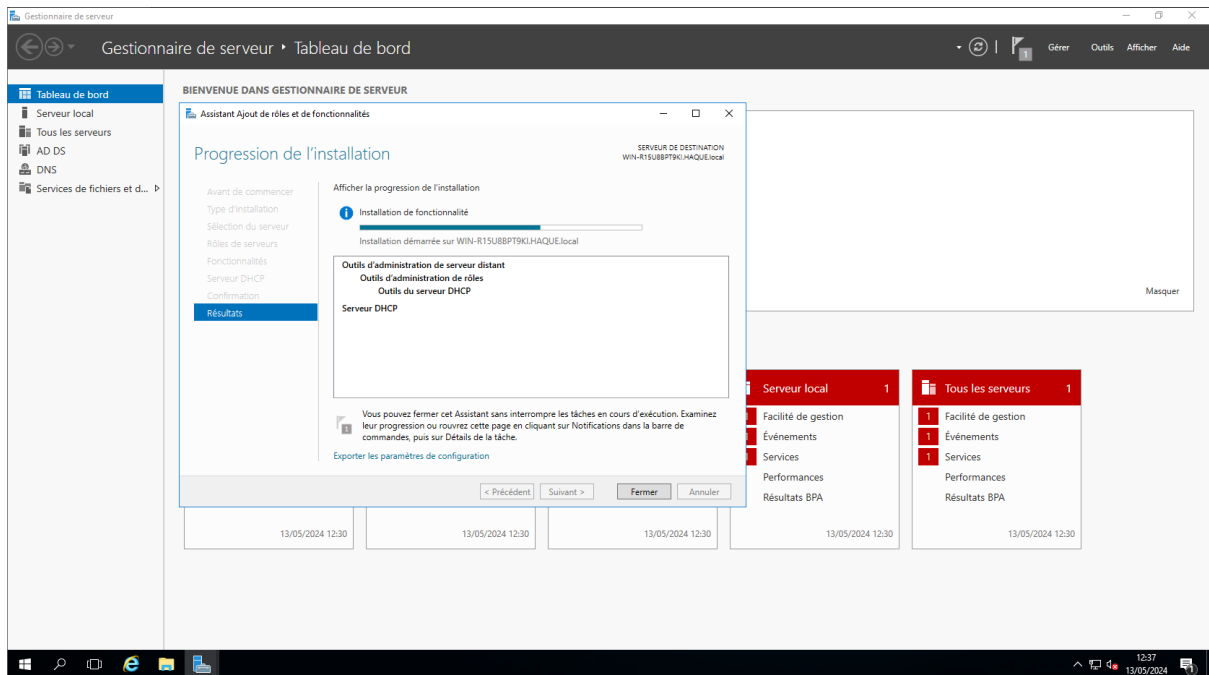 Gestionnaire de serveur
Gestionnaire de serveur • Tableau de bord
1
Gérer
Outils
Afficher
Aide
Tableau de bord
Serveur local
Tous les serveurs
AD DS
DNS
Services de fichiers et d...
BIENVENUE DANS GESTIONNAIRE DE SERVEUR
Assistant Ajout de rôles et de fonctionnalités
Progression de l'installation
SERVEUR DE DESTINATION
WIN-R15U8BPT9KI.HAQUE.local
Avant de commencer
Type d'installation
Sélection du serveur
Rôles de serveurs
Fonctionnalités
Serveur DHCP
Confirmation
Résultats
Afficher la progression de l'installation
Installation de fonctionnalité
Installation démarrée sur WIN-R15U8BPT9KI.HAQUE.local
Outils d'administration de serveur distant
Outils d'administration de rôles
Outils du serveur DHCP
Serveur DHCP
Vous pouvez fermer cet Assistant sans interrompre les tâches en cours d'exécution. Examinez
leur progression ou rouvrez cette page en cliquant sur Notifications dans la barre de
commandes, puis sur Détails de la tâche.
1
Exporter les paramètres de configuration
< Précédent
Suivant >
Fermer
Annuler
Masquer
Serveur local 1
Facilité de gestion
Événements
Services
Performances
Résultats BPA
13/05/2024 12:30
Tous les serveurs 1
1 Facilité de gestion
1 Événements
1 Services
Performances
Résultats BPA
13/05/2024 12:30
13/05/2024 12:30
13/05/2024 12:30
13/05/2024 12:30
12:37
13/05/2024
1